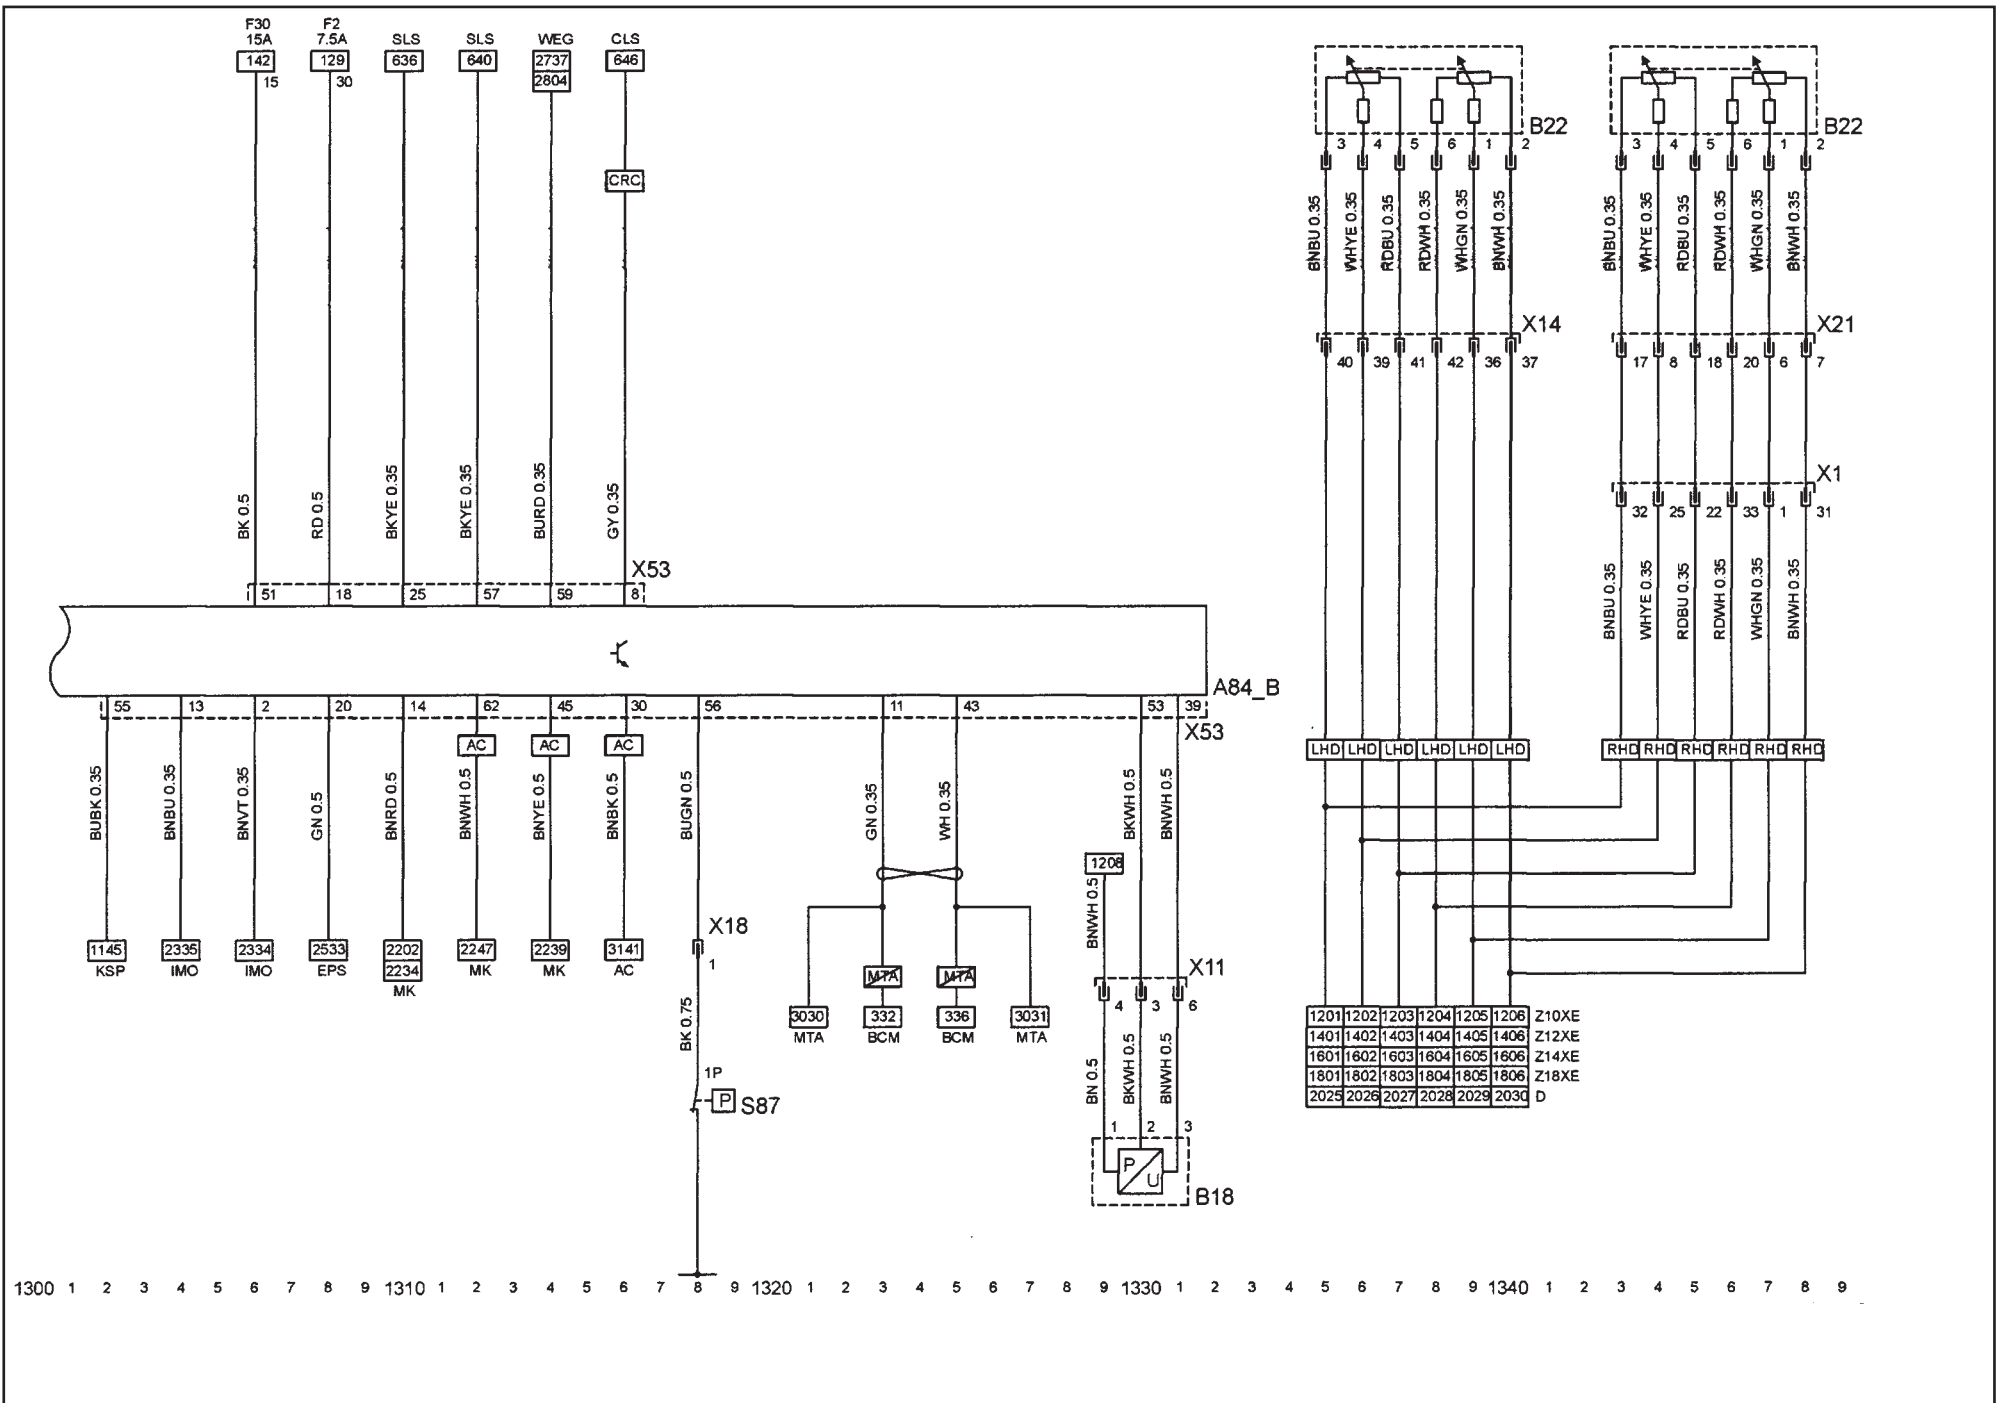 F30 F2
15A 7.5A SLS SLS WEG CLS
142 129 636 640 2737 646
15 30 2804
CRC
BK 0.5 RD 0.5 BKYE 0.35 BKYE 0.35 BURD 0.35 GY 0.35
X53
51 18 25 57 59 8
A84_B
55 13 2 20 14 62 45 30 56 11 43 53 39
X53
AC AC AC
BUBK 0.35 BNBU 0.35 BNVT 0.35 GN 0.5 BNRD 0.5 BNWH 0.5 BNYE 0.5 BNBK 0.5 BUGN 0.5 GN 0.35 WH 0.35 BKWH 0.5 BNWH 0.5
1208
BNWH 0.5
1145 2335 2334 2533 2202 2247 2239 3141
KSP IMO IMO EPS 2234 MK MK AC
MK
X18
1
BK 0.75
1P
P S87
MTA MTA
3030 332 336 3031
MTA BCM BCM MTA
X11
4 3 6
BN 0.5 BKWH 0.5 BNWH 0.5
1 2 3
P
U
B18
B22
3 4 5 6 1 2
BNBU 0.35 WHYE 0.35 RDBU 0.35 RDWH 0.35 WHGN 0.35 BNWH 0.35
X14
40 39 41 42 36 37
LHD LHD LHD LHD LHD LHD
B22
3 4 5 6 1 2
BNBU 0.35 WHYE 0.35 RDBU 0.35 RDWH 0.35 WHGN 0.35 BNWH 0.35
X21
17 8 18 20 6 7
X1
32 25 22 33 1 31
BNBU 0.35 WHYE 0.35 RDBU 0.35 RDWH 0.35 WHGN 0.35 BNWH 0.35
RHD RHD RHD RHD RHD RHD
1201 1202 1203 1204 1205 1206 Z10XE
1401 1402 1403 1404 1405 1406 Z12XE
1601 1602 1603 1604 1605 1606 Z14XE
1801 1802 1803 1804 1805 1806 Z18XE
2025 2026 2027 2028 2029 2030 D
1300 1 2 3 4 5 6 7 8 9 1310 1 2 3 4 5 6 7 8 9 1320 1 2 3 4 5 6 7 8 9 1330 1 2 3 4 5 6 7 8 9 1340 1 2 3 4 5 6 7 8 9